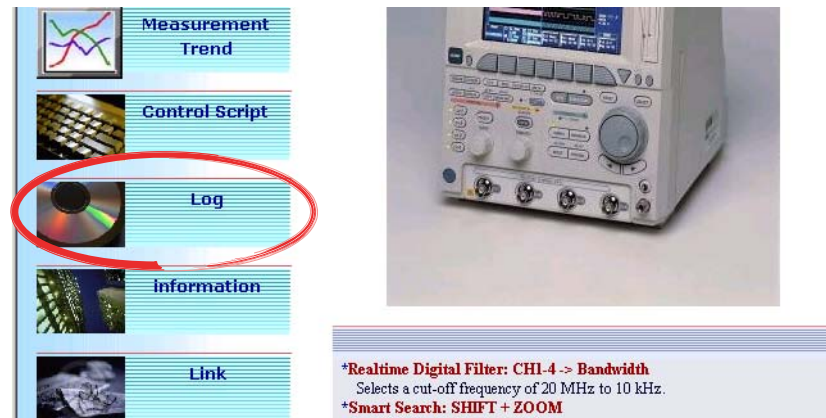 Measurement
Trend
Control Script
Log
information
Link
*Realtime Digital Filter: CH1-4 -> Bandwidth
Selects a cut-off frequency of 20 MHz to 10 kHz.
*Smart Search: SHIFT + ZOOM